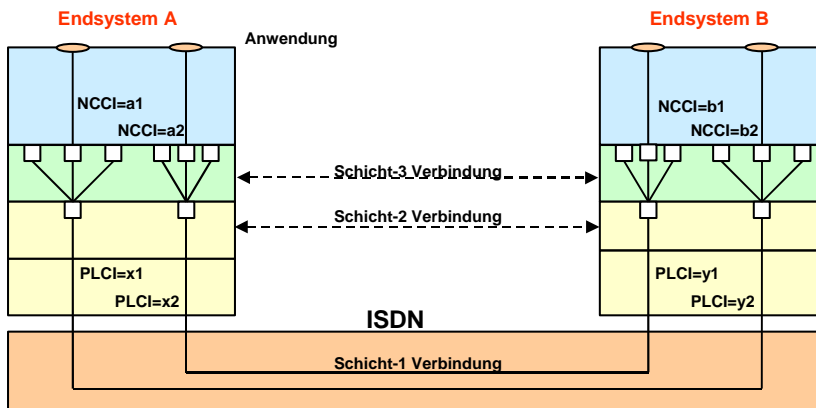 Endsystem A
Endsystem B
Anwendung
NCCI=a1
NCCI=a2
NCCI=b1
NCCI=b2
Schicht-3 Verbindung
Schicht-2 Verbindung
PLCI=x1
PLCI=x2
PLCI=y1
PLCI=y2
ISDN
Schicht-1 Verbindung